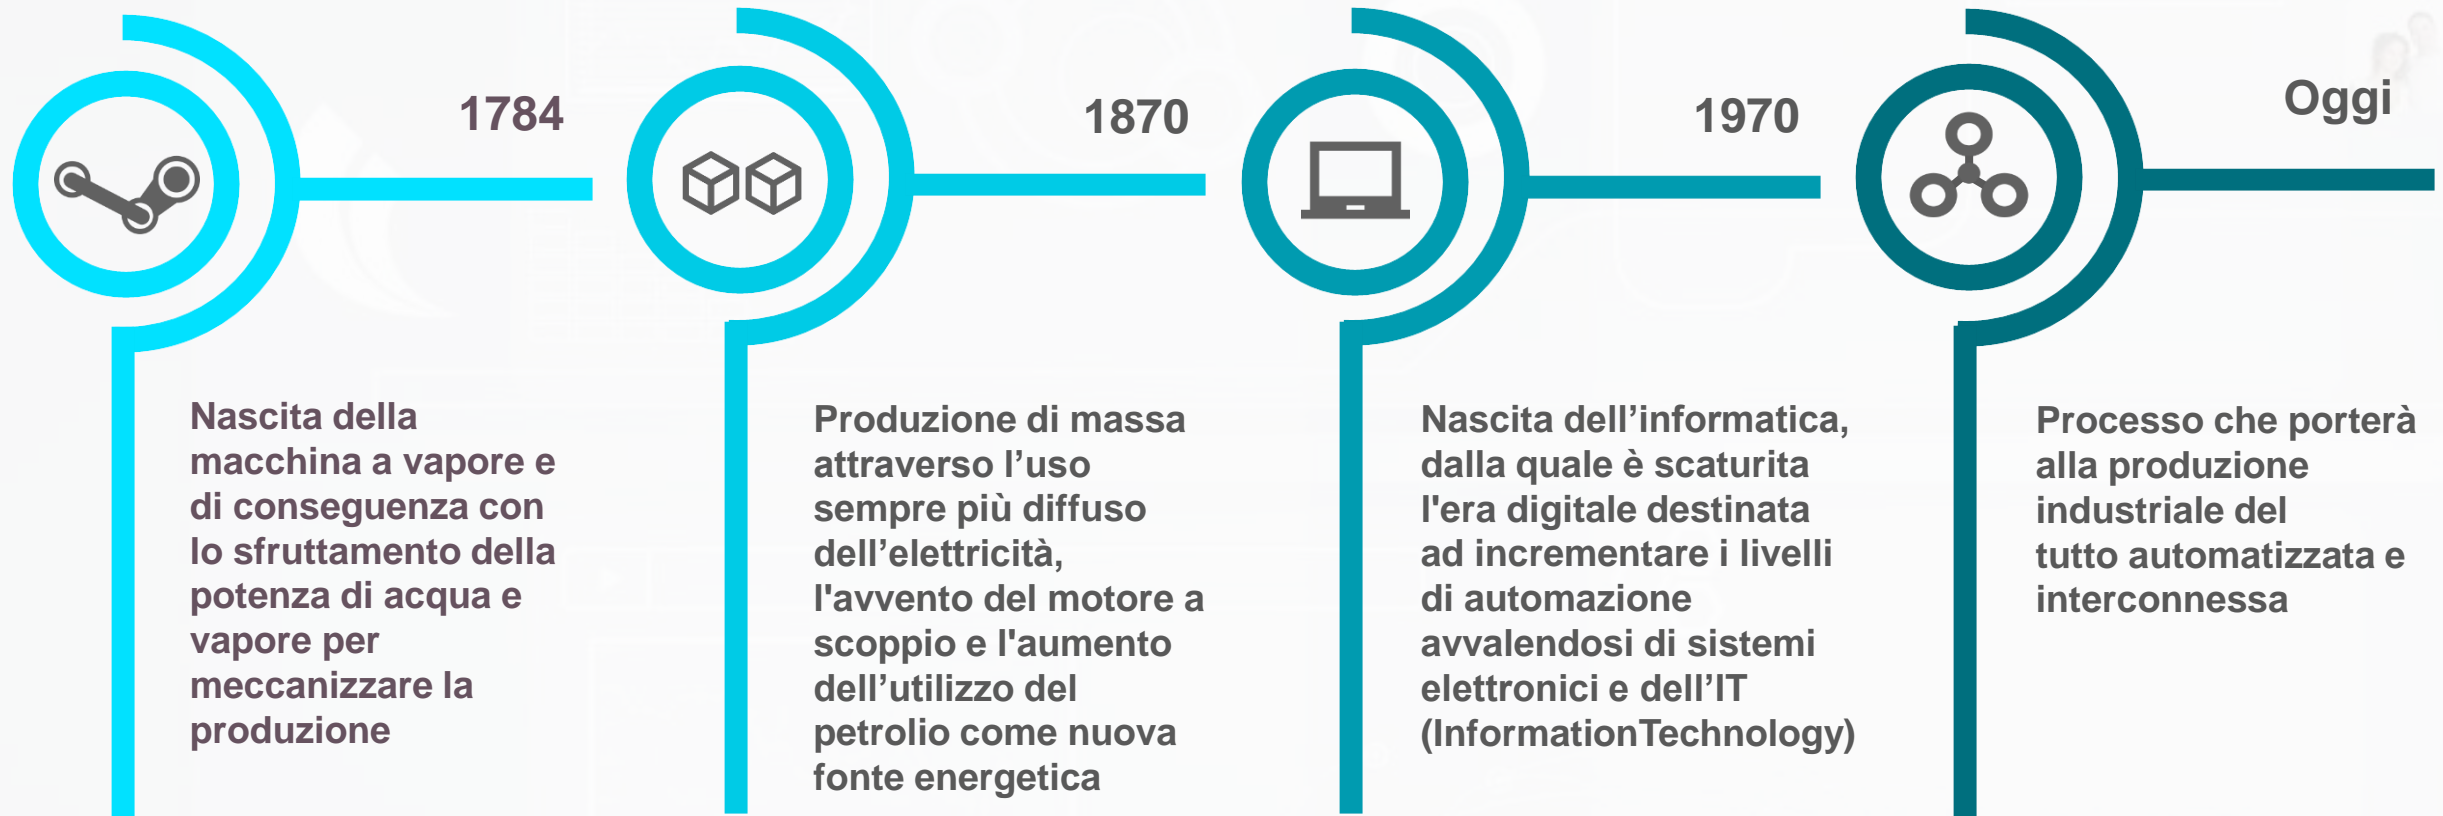 1784
Nascita della
macchina a vapore e
di conseguenza con
lo sfruttamento della
potenza di acqua e
vapore per
meccanizzare la
produzione
1870
Produzione di massa
attraverso l’uso
sempre più diffuso
dell’elettricità,
l'avvento del motore a
scoppio e l'aumento
dell’utilizzo del
petrolio come nuova
fonte energetica
1970
Nascita dell’informatica,
dalla quale è scaturita
l'era digitale destinata
ad incrementare i livelli
di automazione
avvalendosi di sistemi
elettronici e dell’IT
(InformationTechnology)
Oggi
Processo che porterà
alla produzione
industriale del
tutto automatizzata e
interconnessa